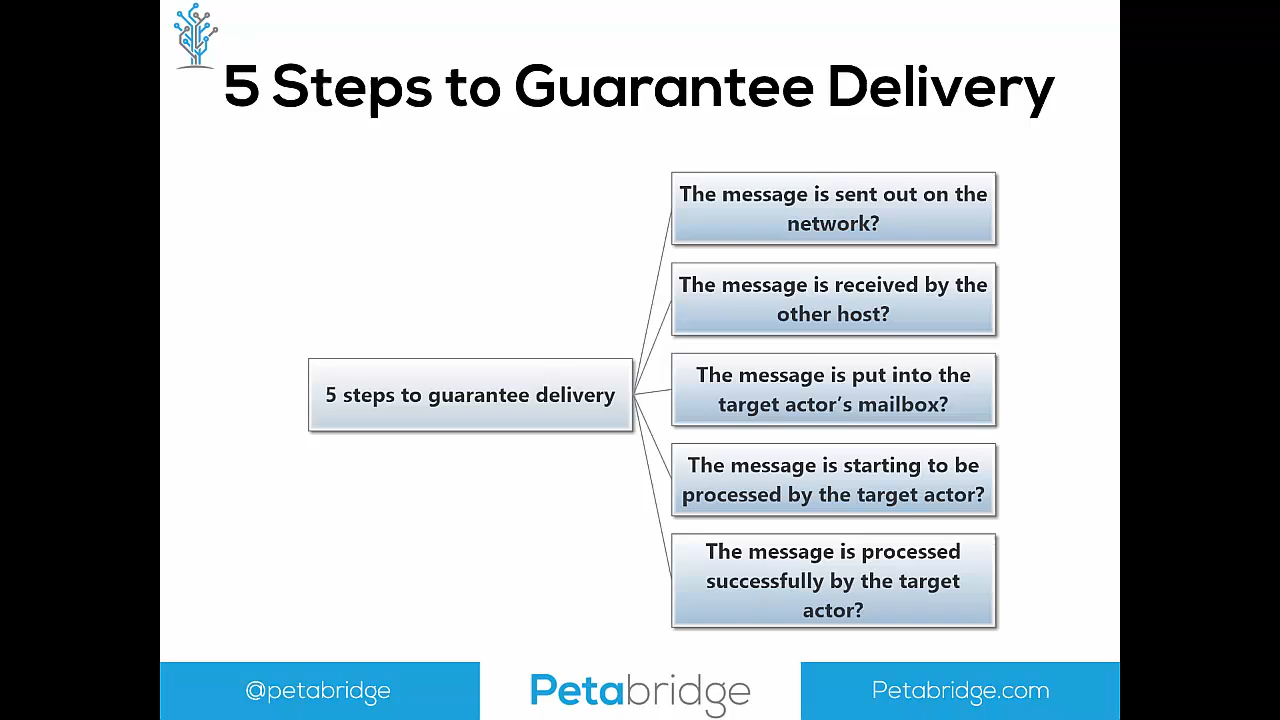 5 Steps to Guarantee Delivery
5 steps to guarantee delivery
The message is sent out on the
network?
The message is received by the
other host?
The message is put into the
target actor’s mailbox?
The message is starting to be
processed by the target actor?
The message is processed
successfully by the target
actor?
@petabridge
Petabridge
Petabridge.com